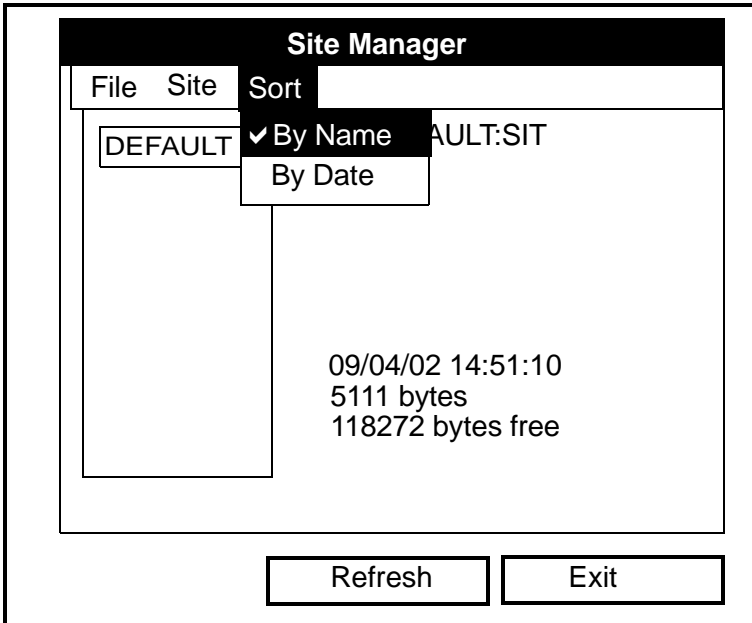 Site Manager
File Site Sort
DEFAULT ✓By Name AULT:SIT
By Date
09/04/02 14:51:10
5111 bytes
118272 bytes free
Refresh Exit